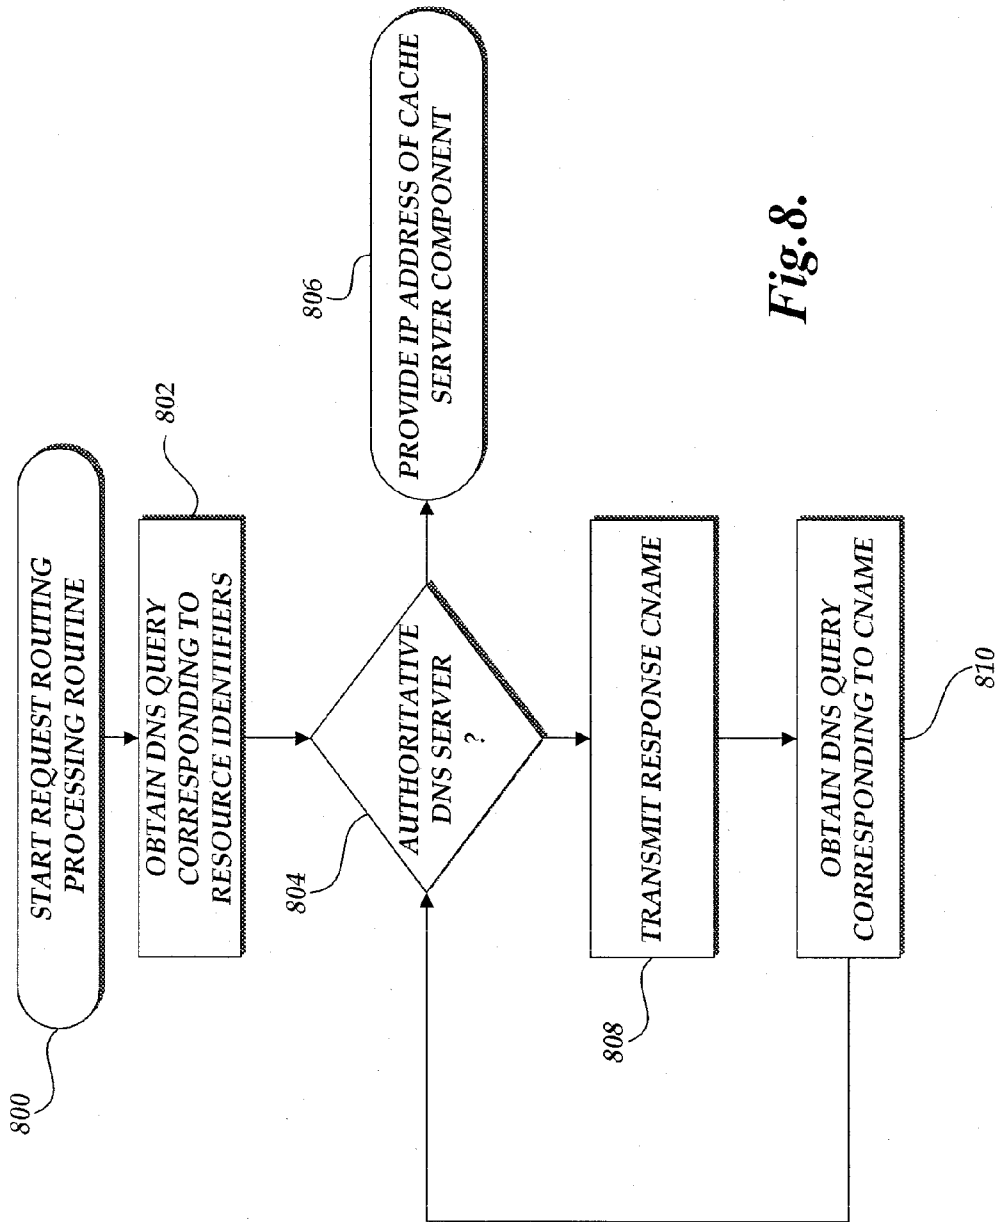 800
START REQUEST ROUTING
PROCESSING ROUTINE
802
OBTAIN DNS QUERY
CORRESPONDING TO
RESOURCE IDENTIFIERS
804
AUTHORITATIVE
DNS SERVER
?
806
PROVIDE IP ADDRESS OF CACHE
SERVER COMPONENT
808
TRANSMIT RESPONSE CNAME
OBTAIN DNS QUERY
CORRESPONDING TO CNAME
810
Fig.8.